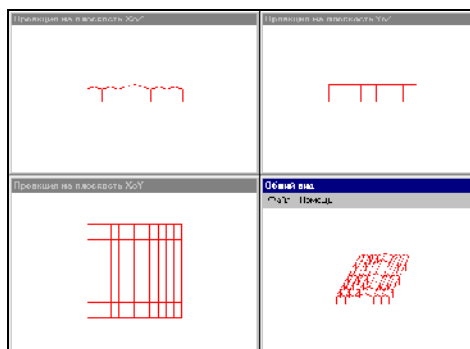 Проекция на плоскость XoZ
Проекция на плоскость YoZ
Проекция на плоскость XoY
Общий вид
Файл Помощь